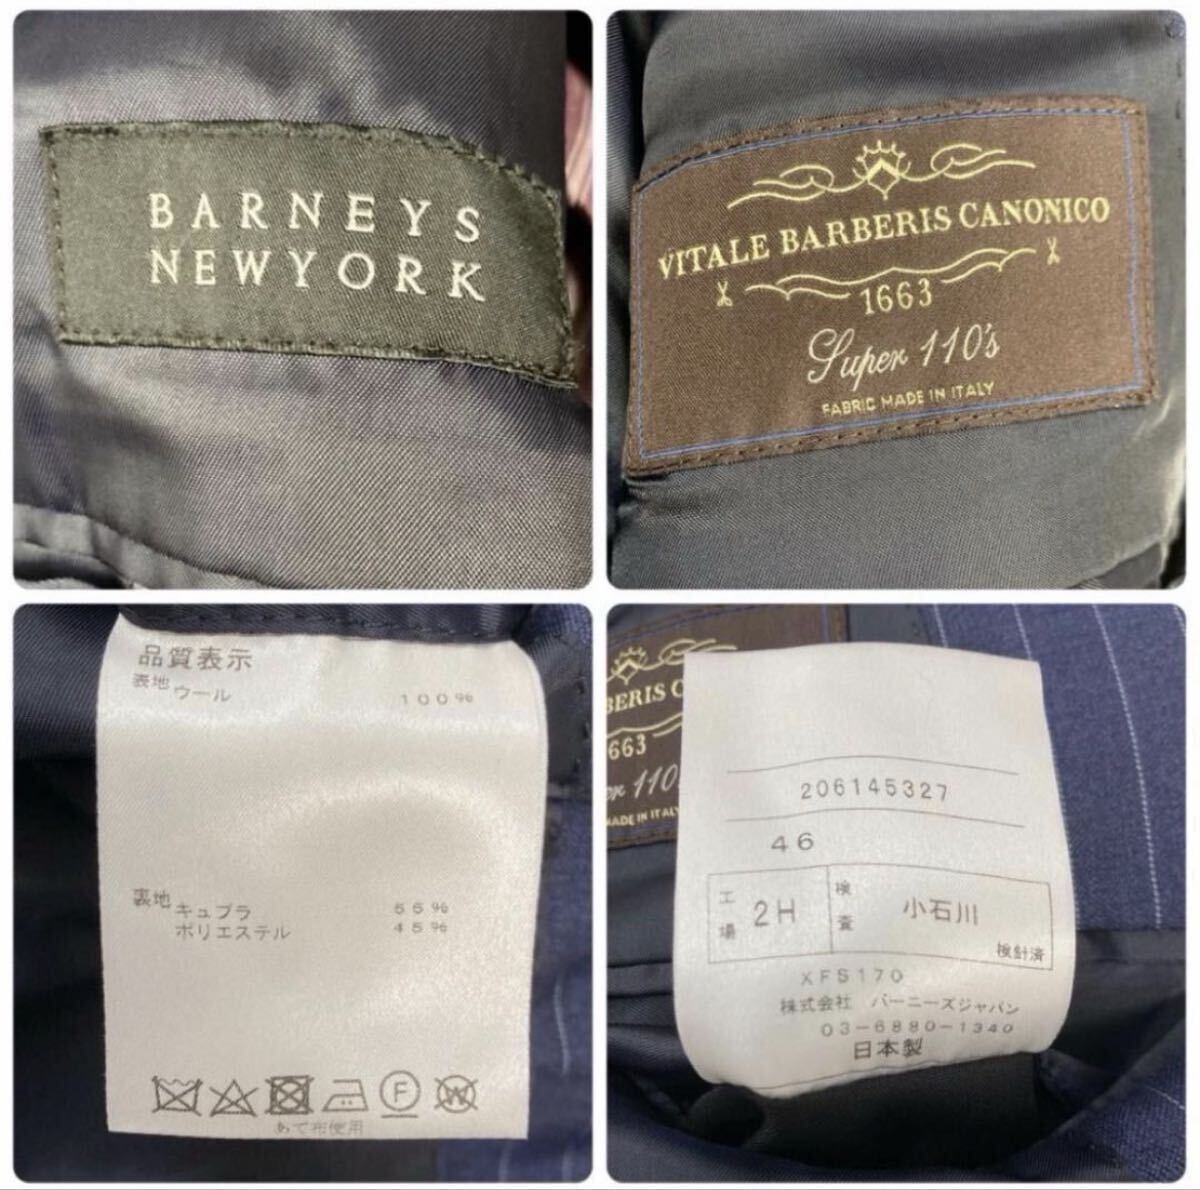 BARNEYS
NEWYORK
VITALE BARBERIS CANONICO
1663
Super 110's
FABRIC MADE IN ITALY
品質表示
表地 ウール 100%
裏地 キュプラ 55%
ポリエステル 45%
F
W
あて布使用
BERIS C
663
er 110
MADE IN ITALY
206145327
46
工場 2H 検査 小石川
検針済
XFS170
株式会社 バーニーズジャパン
03-6880-1340
日本製